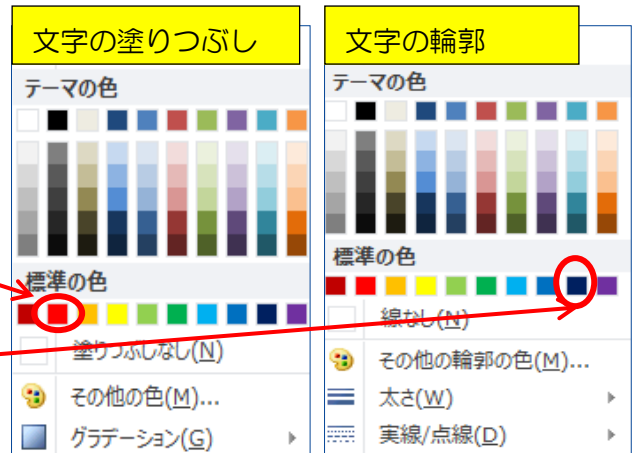 文字の塗りつぶし
テーマの色
標準の色
塗りつぶしなし(N)
その他の色(M)...
グラデーション(G)
文字の輪郭
テーマの色
標準の色
線なし(N)
その他の輪郭の色(M)...
太さ(W)
実線/点線(D)